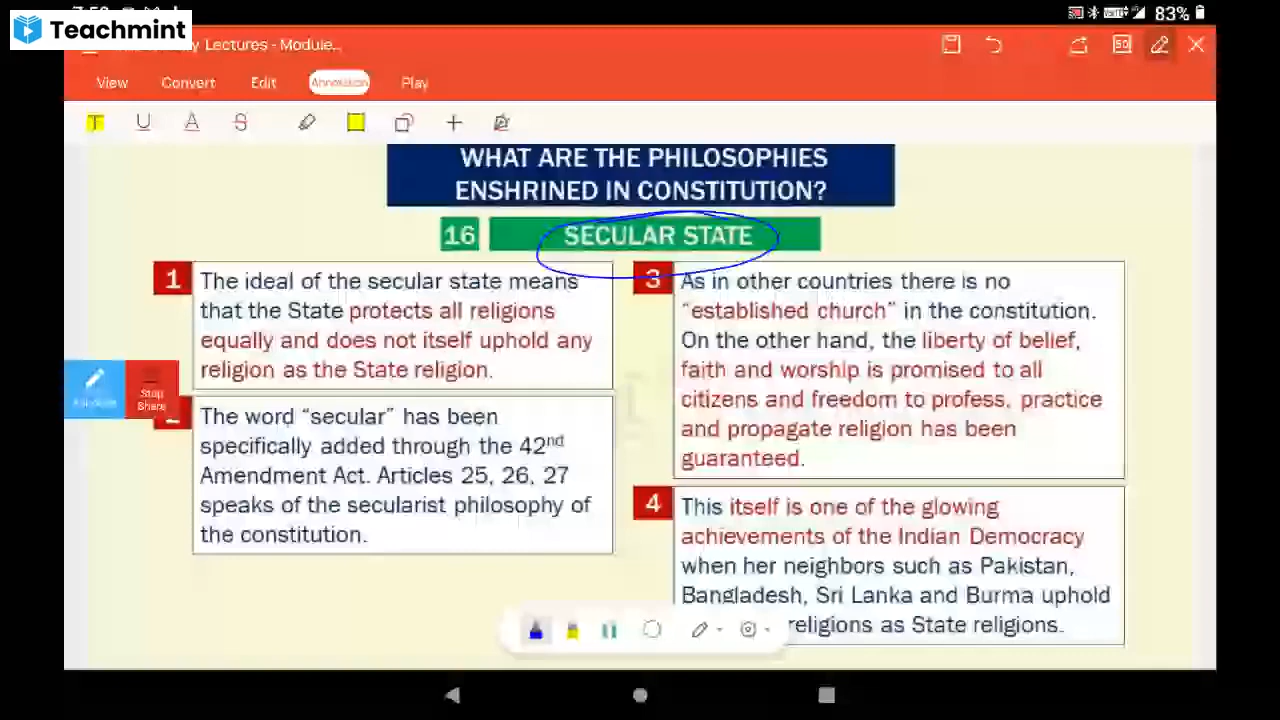 Teachmint
83%
Lectures - Module...
50
View Convert Edit Annotation Play
T U A S
WHAT ARE THE PHILOSOPHIES
ENSHRINED IN CONSTITUTION?
16 SECULAR STATE
1 The ideal of the secular state means
that the State protects all religions
equally and does not itself uphold any
religion as the State religion.
Stop
Share
The word “secular” has been
specifically added through the 42nd
Amendment Act. Articles 25, 26, 27
speaks of the secularist philosophy of
the constitution.
3 As in other countries there is no
“established church” in the constitution.
On the other hand, the liberty of belief,
faith and worship is promised to all
citizens and freedom to profess, practice
and propagate religion has been
guaranteed.
4 This itself is one of the glowing
achievements of the Indian Democracy
when her neighbors such as Pakistan,
Bangladesh, Sri Lanka and Burma uphold
religions as State religions.